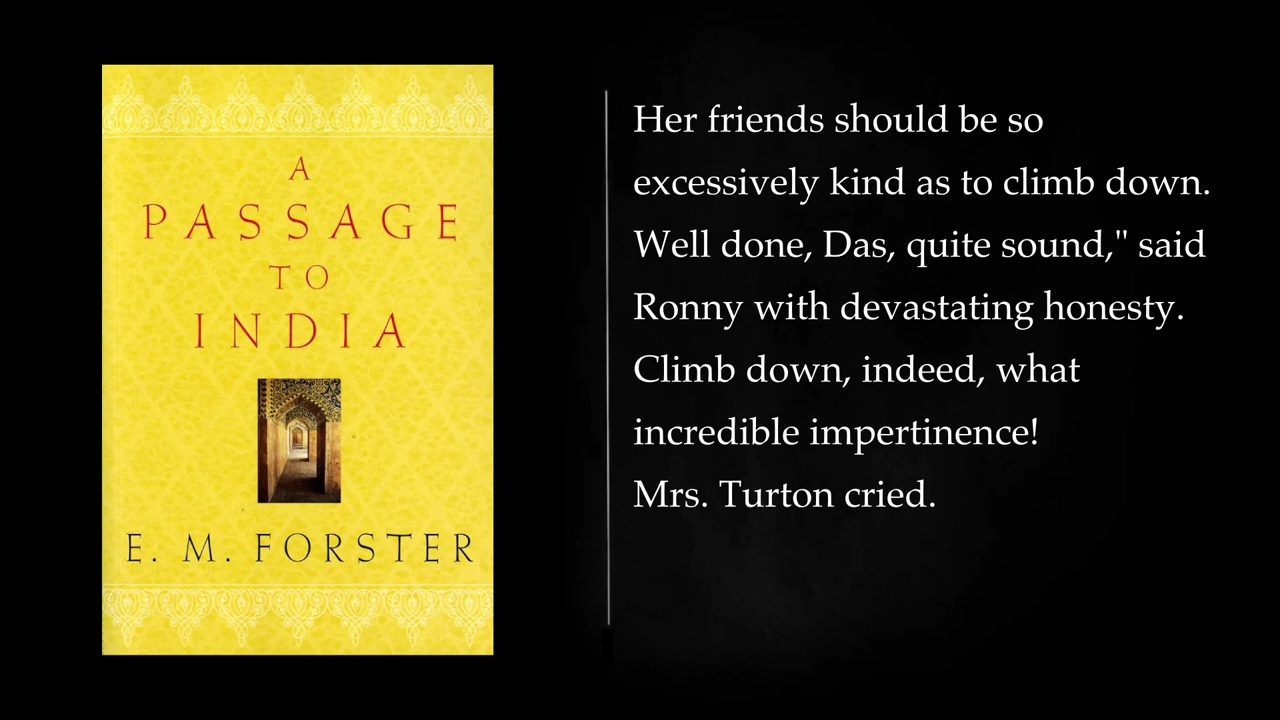 A
PASSAGE
TO
INDIA
E. M. FORSTER
Her friends should be so
excessively kind as to climb down.
Well done, Das, quite sound," said
Ronny with devastating honesty.
Climb down, indeed, what
incredible impertinence!
Mrs. Turton cried.